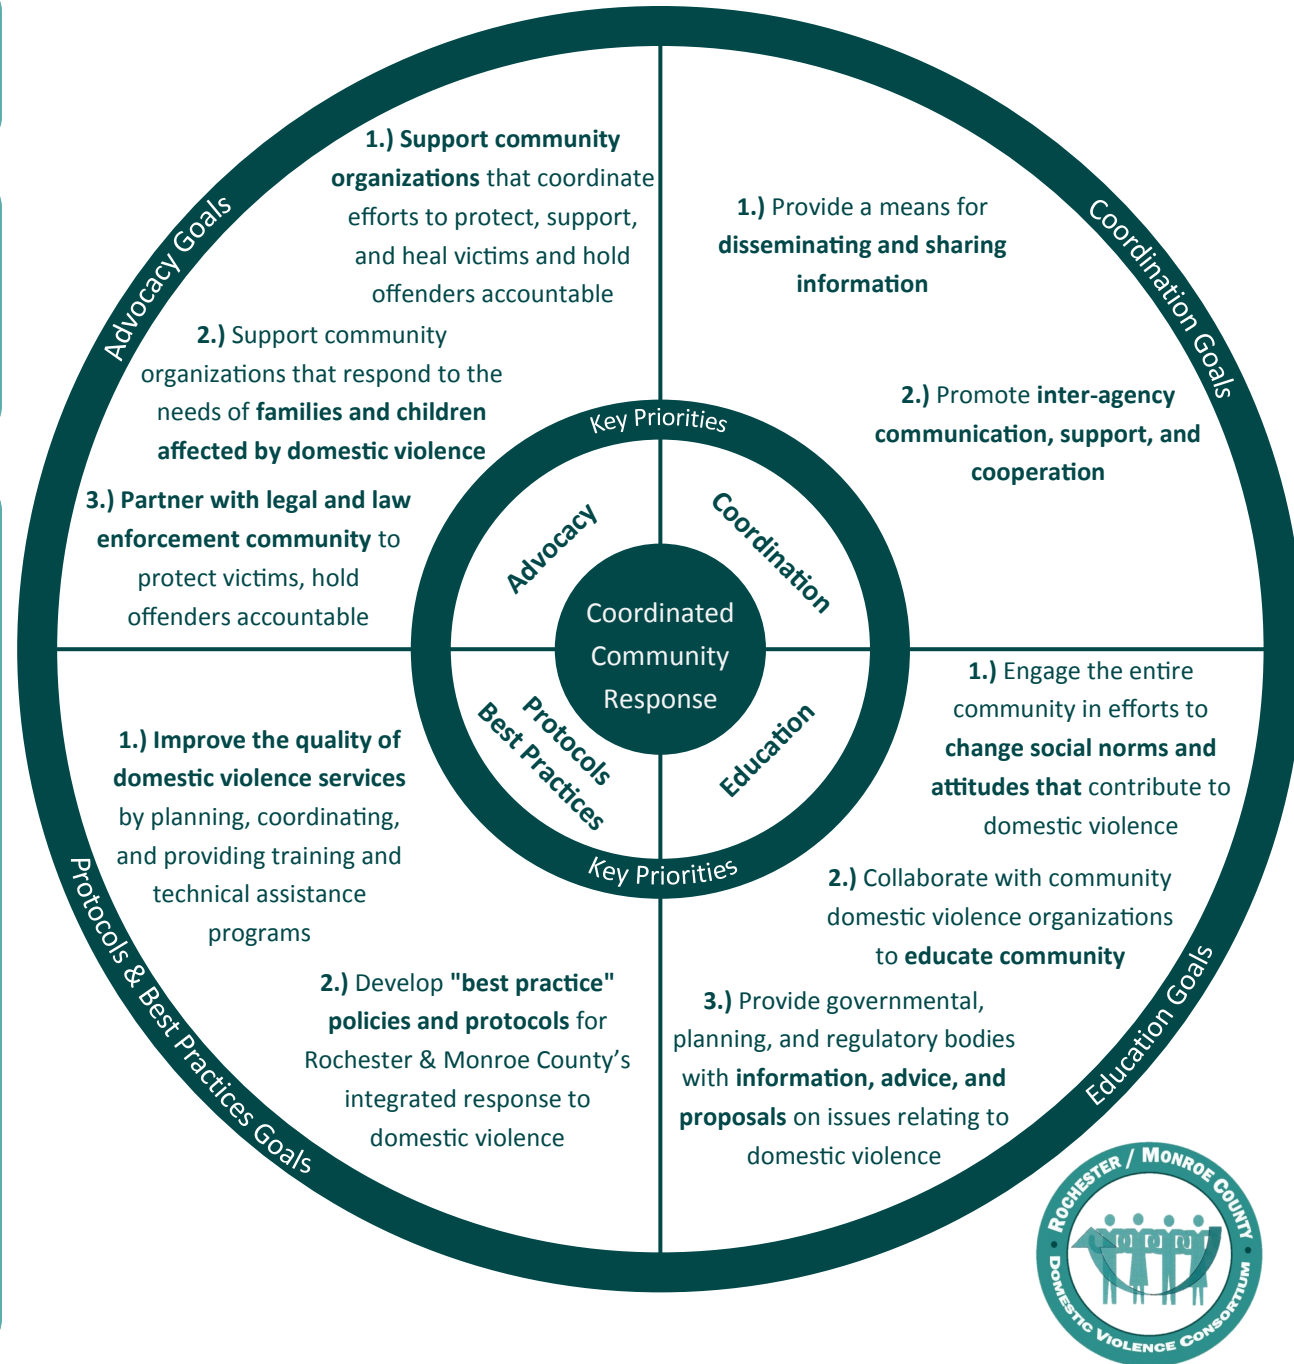 Advocacy Goals
1.) Support community
organizations that coordinate
efforts to protect, support,
and heal victims and hold
offenders accountable
2.) Support community
organizations that respond to the
needs of families and children
affected by domestic violence
3.) Partner with legal and law
enforcement community to
protect victims, hold
offenders accountable
Coordination Goals
1.) Provide a means for
disseminating and sharing
information
2.) Promote inter-agency
communication, support, and
cooperation
Key Priorities
Advocacy
Coordination
Coordinated
Community
Response
Protocols
Best Practices
Education
Key Priorities
Protocols & Best Practices Goals
1.) Improve the quality of
domestic violence services
by planning, coordinating,
and providing training and
technical assistance
programs
2.) Develop "best practice"
policies and protocols for
Rochester & Monroe County’s
integrated response to
domestic violence
Education Goals
1.) Engage the entire
community in efforts to
change social norms and
attitudes that contribute to
domestic violence
2.) Collaborate with community
domestic violence organizations
to educate community
3.) Provide governmental,
planning, and regulatory bodies
with information, advice, and
proposals on issues relating to
domestic violence
ROCHESTER / MONROE COUNTY
DOMESTIC VIOLENCE CONSORTIUM